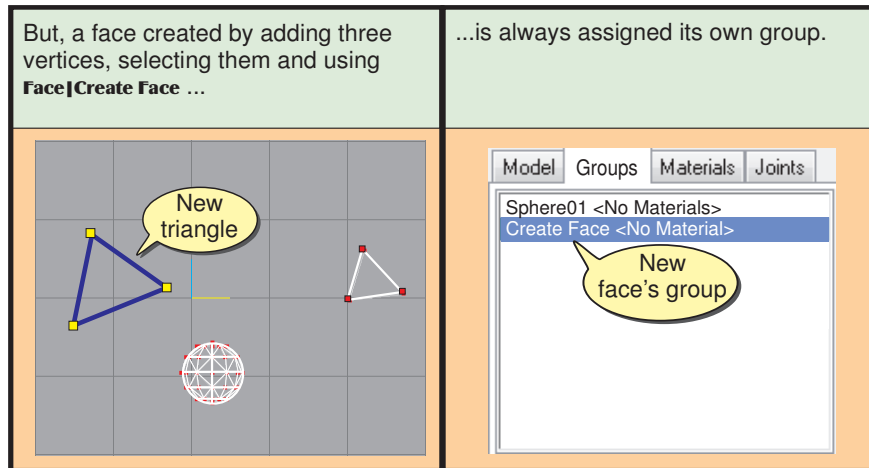 But, a face created by adding three
vertices, selecting them and using
Face|Create Face ...
...is always assigned its own group.
New
triangle
Model Groups Materials Joints
Sphere01 <No Materials>
Create Face <No Material>
New
face's group